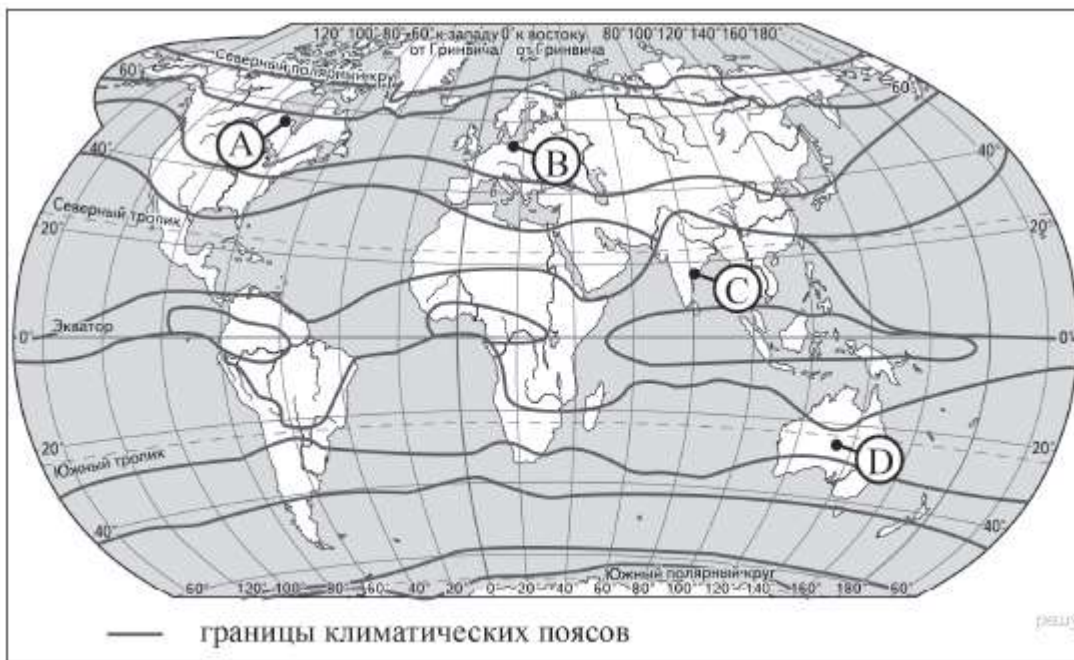 120° 100° 80° 60° к западу 0° к востоку 80° 100° 120° 140° 160° 180°
от Гринвича от Гринвича
Северный полярный круг
60° 60°
A
B
40° 40°
Северный тропик
20° 20°
C
Экватор
0° 0°
D
20° 20°
Южный тропик
40° 40°
Южный полярный круг
60° 120° 100° 80° 60° 40° 20° 0° 20° 40° 60° 80° 100° 120° 140° 160° 180° 60°
границы климатических поясов